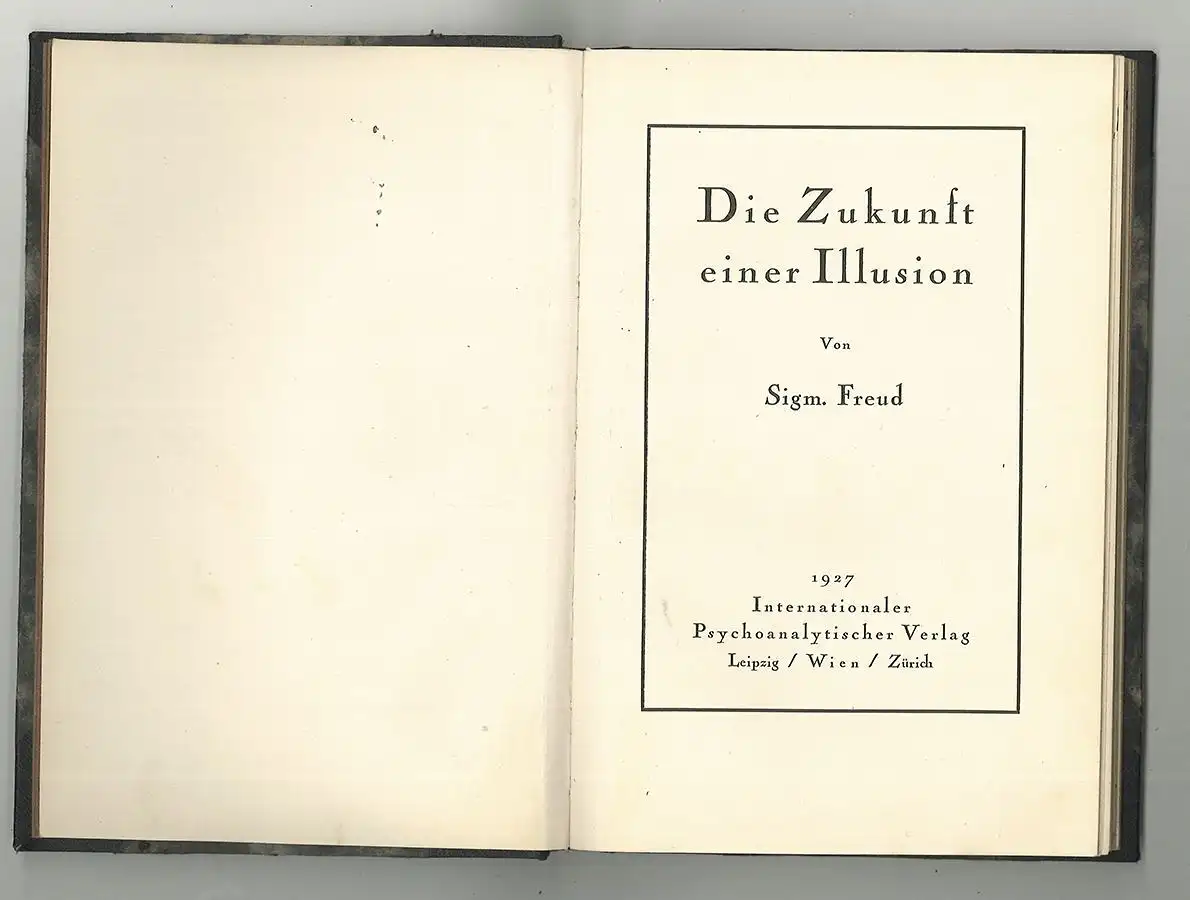 Die Zukunft
einer Illusion
Von
Sigm. Freud
1927
Internationaler
Psychoanalytischer Verlag
Leipzig / Wien / Zürich